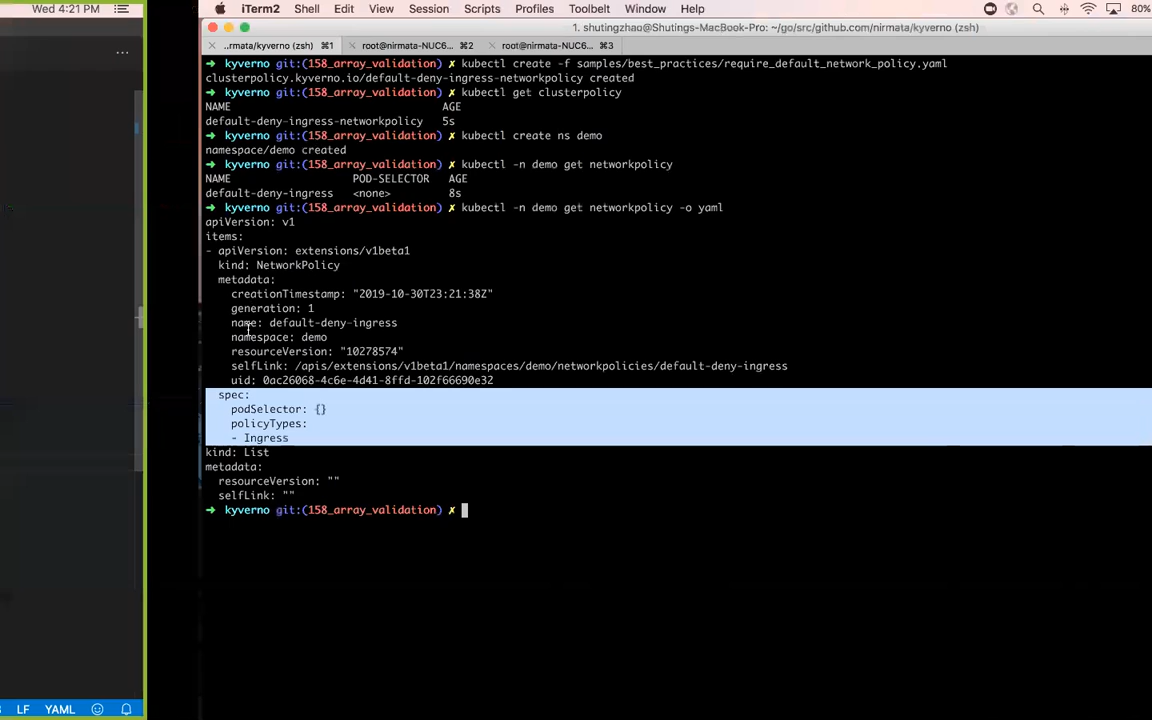 Wed 4:21 PM
iTerm2 Shell Edit View Session Scripts Profiles Toolbelt Window Help 80%
1. shutingzhao@Shutings-MacBook-Pro: ~/go/src/github.com/nirmata/kyverno (zsh)
..rmata/kyverno (zsh) ⌘1 root@nirmata-NUC6... ⌘2 root@nirmata-NUC6... ⌘3
➜ kyverno git:(158_array_validation) ✗ kubectl create -f samples/best_practices/require_default_network_policy.yaml
clusterpolicy.kyverno.io/default-deny-ingress-networkpolicy created
➜ kyverno git:(158_array_validation) ✗ kubectl get clusterpolicy
NAME AGE
default-deny-ingress-networkpolicy 5s
➜ kyverno git:(158_array_validation) ✗ kubectl create ns demo
namespace/demo created
➜ kyverno git:(158_array_validation) ✗ kubectl -n demo get networkpolicy
NAME POD-SELECTOR AGE
default-deny-ingress <none> 8s
➜ kyverno git:(158_array_validation) ✗ kubectl -n demo get networkpolicy -o yaml
apiVersion: v1
items:
- apiVersion: extensions/v1beta1
kind: NetworkPolicy
metadata:
creationTimestamp: "2019-10-30T23:21:38Z"
generation: 1
name: default-deny-ingress
namespace: demo
resourceVersion: "10278574"
selfLink: /apis/extensions/v1beta1/namespaces/demo/networkpolicies/default-deny-ingress
uid: 0ac26068-4c6e-4d41-8ffd-102f66690e32
spec:
podSelector: {}
policyTypes:
- Ingress
kind: List
metadata:
resourceVersion: ""
selfLink: ""
➜ kyverno git:(158_array_validation) ✗
LF YAML